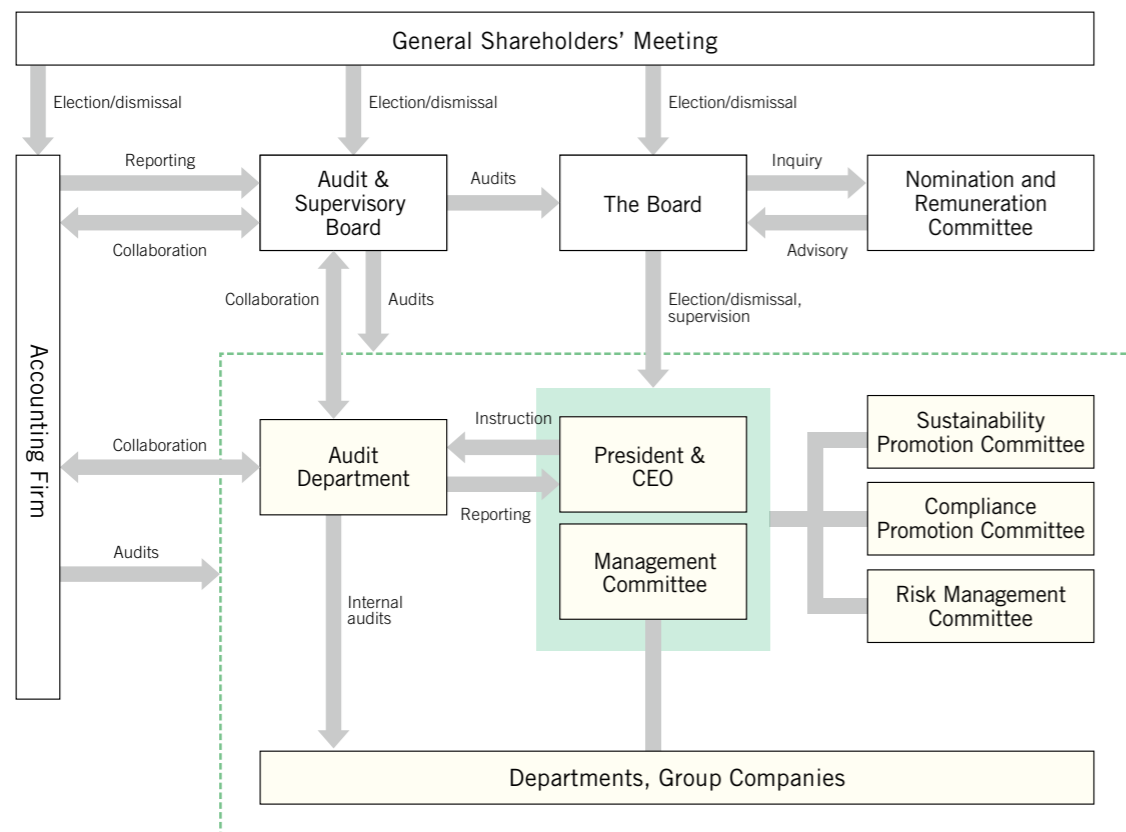 General Shareholders’ Meeting
Election/dismissal
Election/dismissal
Election/dismissal
Reporting
Audit &
Supervisory
Board
Audits
The Board
Inquiry
Nomination and
Remuneration
Committee
Collaboration
Advisory
Collaboration
Audits
Election/dismissal,
supervision
Accounting Firm
Collaboration
Audit
Department
Instruction
Reporting
President &
CEO
Management
Committee
Sustainability
Promotion Committee
Compliance
Promotion Committee
Risk Management
Committee
Audits
Internal
audits
Departments, Group Companies